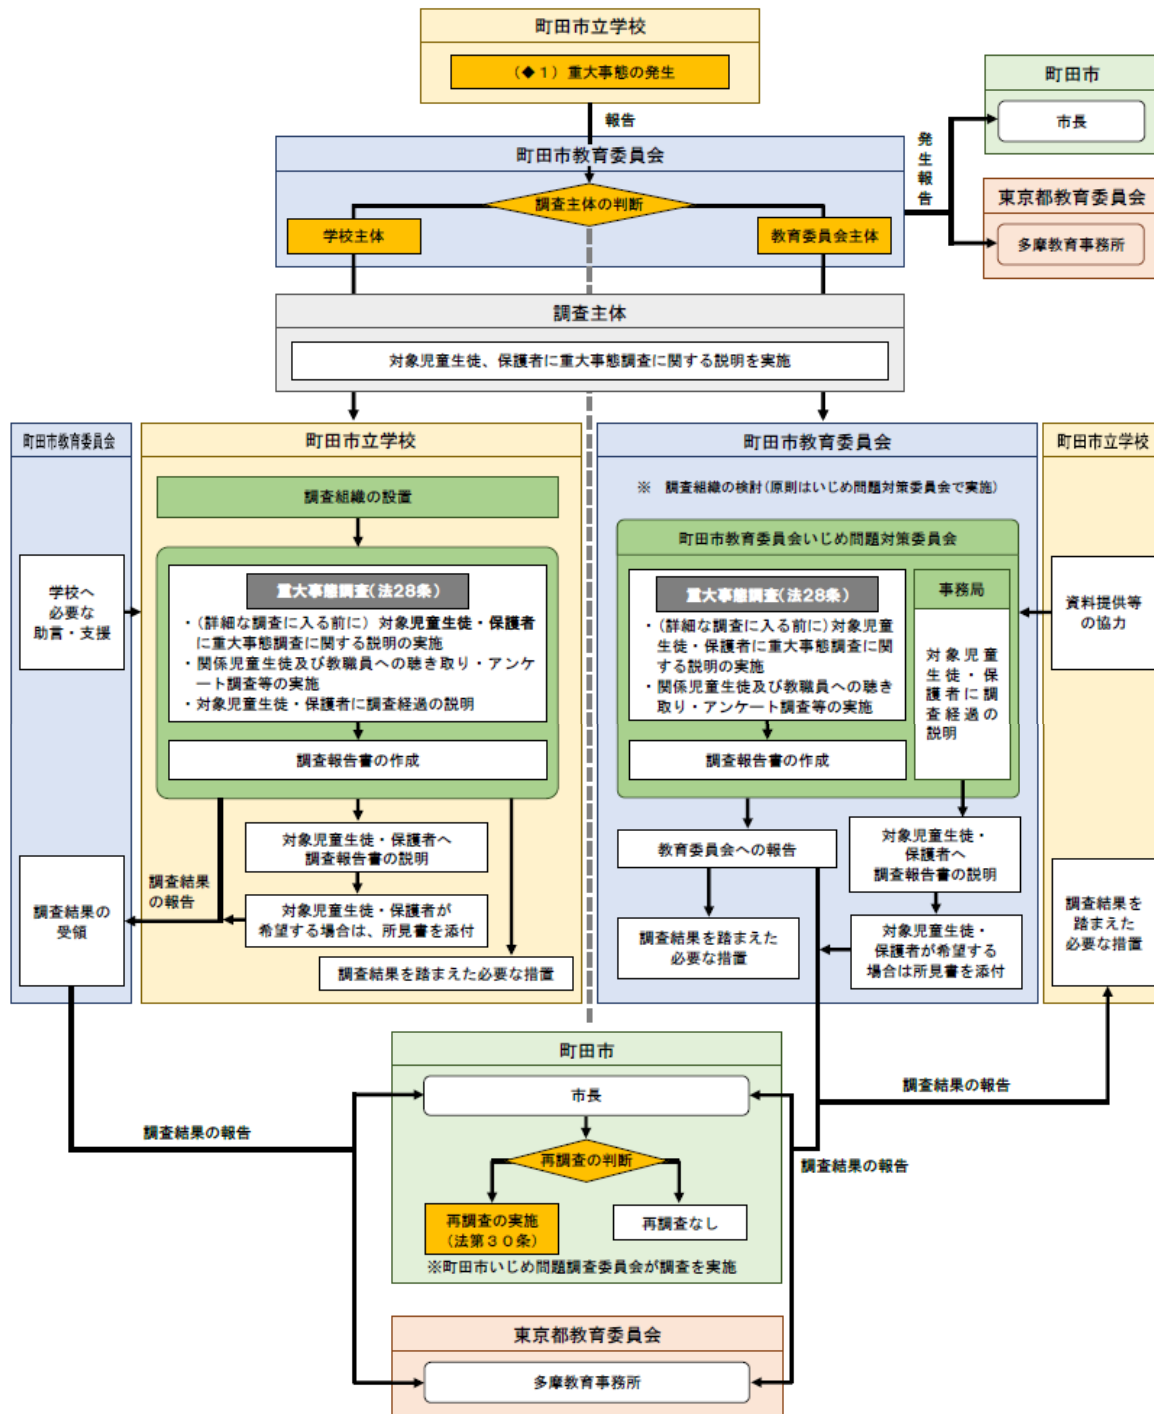 町田市立学校
（◆１）重大事態の発生
報告
町田市
市長
発生報告
東京都教育委員会
多摩教育事務所
町田市教育委員会
調査主体の判断
学校主体
教育委員会主体
調査主体
対象児童生徒、保護者に重大事態調査に関する説明を実施
町田市教育委員会
学校へ
必要な
助言・支援
調査結果の
受領
町田市立学校
調査組織の設置
重大事態調査（法28条）
・（詳細な調査に入る前に）対象児童生徒・保護者
に重大事態調査に関する説明の実施
・関係児童生徒及び教職員への聴き取り・アンケ
ート調査等の実施
・対象児童生徒・保護者に調査経過の説明
調査報告書の作成
対象児童生徒・保護者へ
調査報告書の説明
調査結果
の報告
対象児童生徒・保護者が
希望する場合は、所見書を添付
調査結果を踏まえた必要な措置
町田市教育委員会
※　調査組織の検討（原則はいじめ問題対策委員会で実施）
町田市教育委員会いじめ問題対策委員会
重大事態調査（法28条）
・（詳細な調査に入る前に）対象児童
生徒・保護者に重大事態調査に関
する説明の実施
・関係児童生徒及び教職員への聴き
取り・アンケート調査等の実施
調査報告書の作成
事務局
対象児童
生徒・保
護者に調
査経過の
説明
教育委員会への報告
調査結果を踏まえた
必要な措置
対象児童生徒・
保護者へ
調査報告書の説明
対象児童生徒・
保護者が希望する
場合は所見書を添付
町田市立学校
資料提供等
の協力
調査結果を
踏まえた
必要な措置
調査結果の報告
調査結果の報告
調査結果の報告
町田市
市長
再調査の判断
再調査の実施
（法第３０条）
再調査なし
※町田市いじめ問題調査委員会が調査を実施
東京都教育委員会
多摩教育事務所